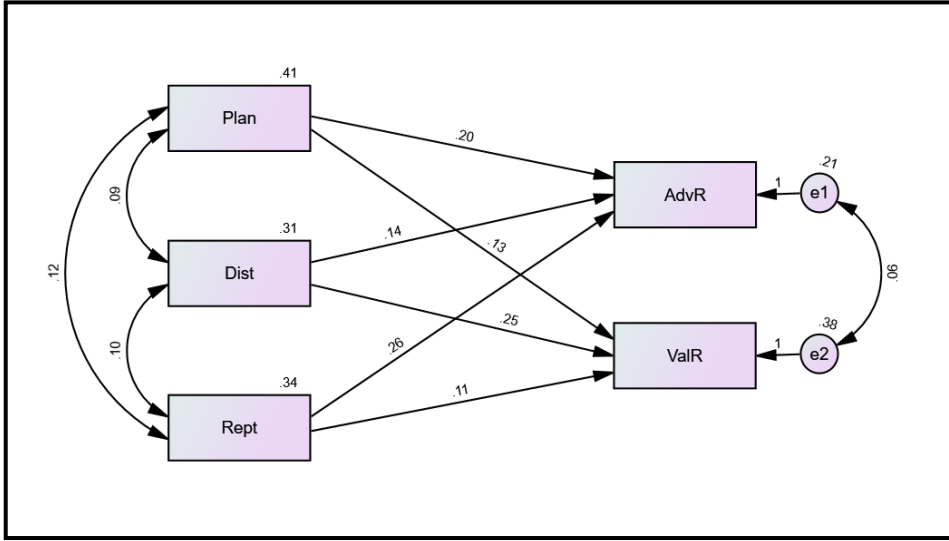 .41
Plan
.20
.21
AdvR
1
e1
.09
.31
.14
.13
Dist
.12
.06
.25
.38
ValR
1
e2
.10
.26
.34
.11
Rept